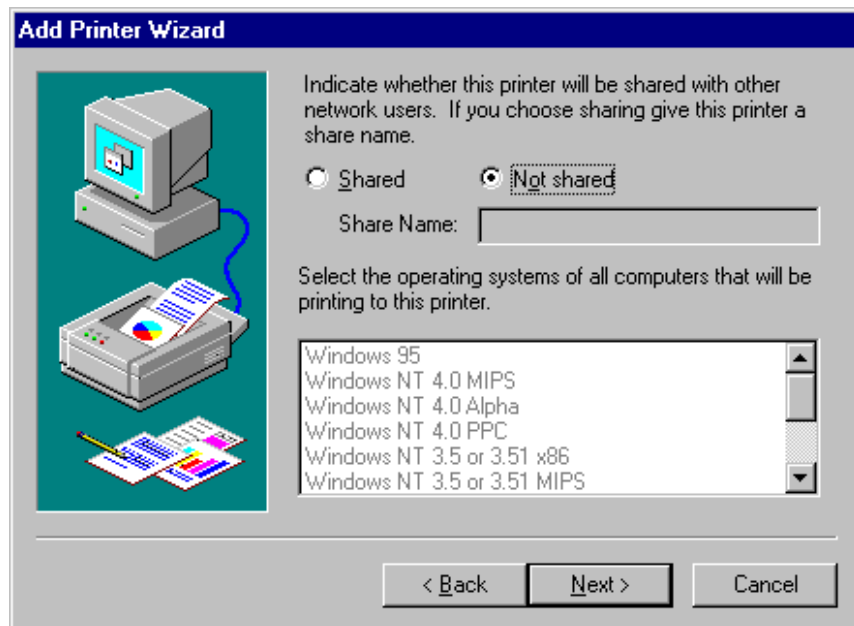 Add Printer Wizard
Indicate whether this printer will be shared with other
network users.  If you choose sharing give this printer a
share name.
Shared Not shared
Share Name:
Select the operating systems of all computers that will be
printing to this printer.
Windows 95
Windows NT 4.0 MIPS
Windows NT 4.0 Alpha
Windows NT 4.0 PPC
Windows NT 3.5 or 3.51 x86
Windows NT 3.5 or 3.51 MIPS
< Back Next > Cancel